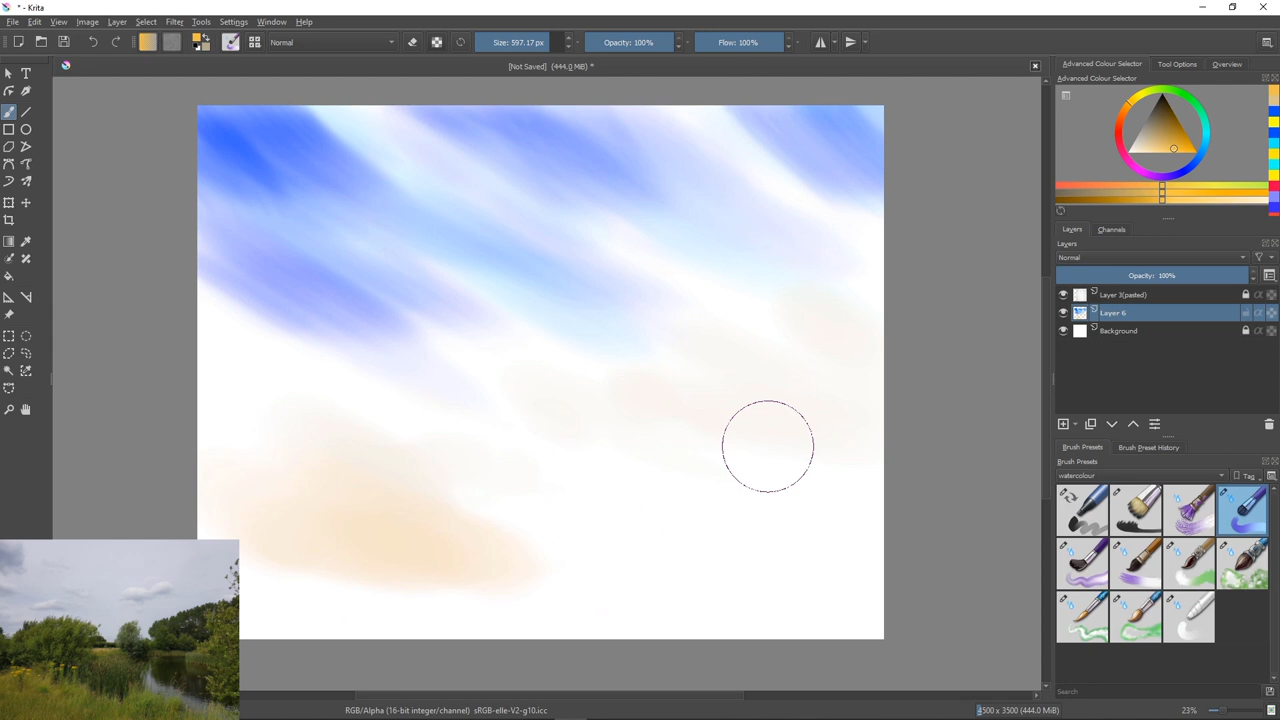 * - Krita
File Edit View Image Layer Select Filter Tools Settings Window Help
Normal Size: 597.17 px Opacity: 100% Flow: 100%
[Not Saved] (444.0 MiB) *
Advanced Colour Selector Tool Options Overview
Advanced Colour Selector
Layers Channels
Layers
Normal
Opacity: 100%
Layer 3(pasted)
Layer 6
Background
Brush Presets Brush Preset History
Brush Presets
watercolour Tag
Search
RGB/Alpha (16-bit integer/channel) sRGB-elle-V2-g10.icc 4500 x 3500 (444.0 MiB) 23%